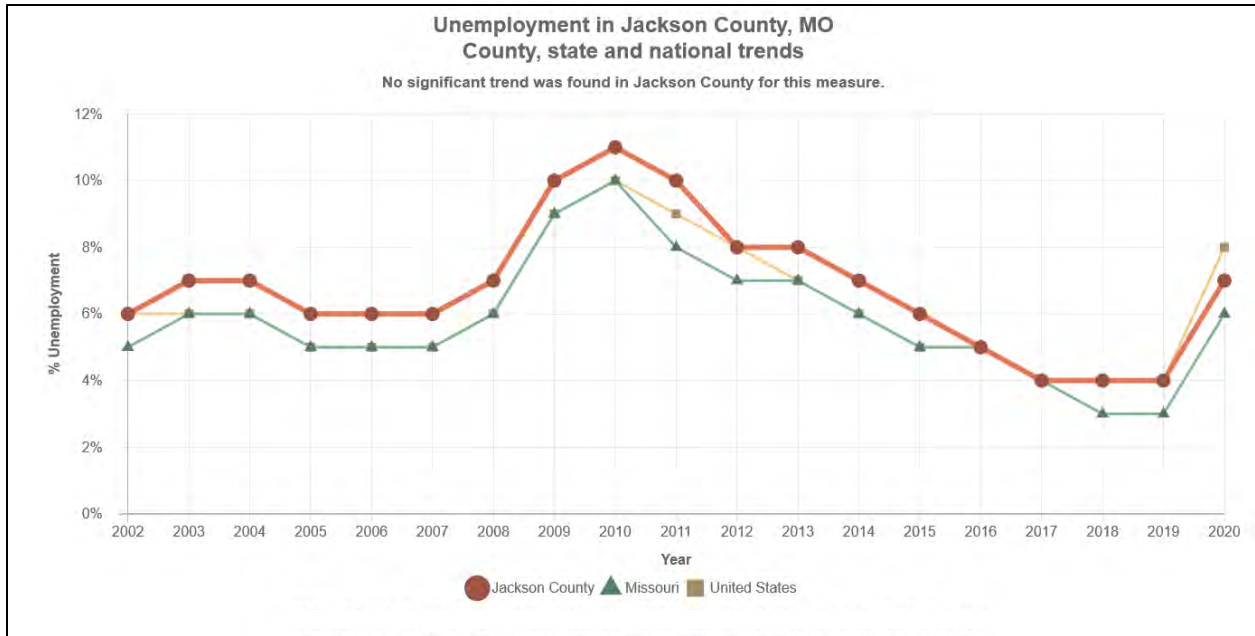 Unemployment in Jackson County, MO
County, state and national trends
No significant trend was found in Jackson County for this measure.
12%
10%
8%
6%
4%
2%
0%
% Unemployment
2002 2003 2004 2005 2006 2007 2008 2009 2010 2011 2012 2013 2014 2015 2016 2017 2018 2019 2020
Year
Jackson County Missouri United States